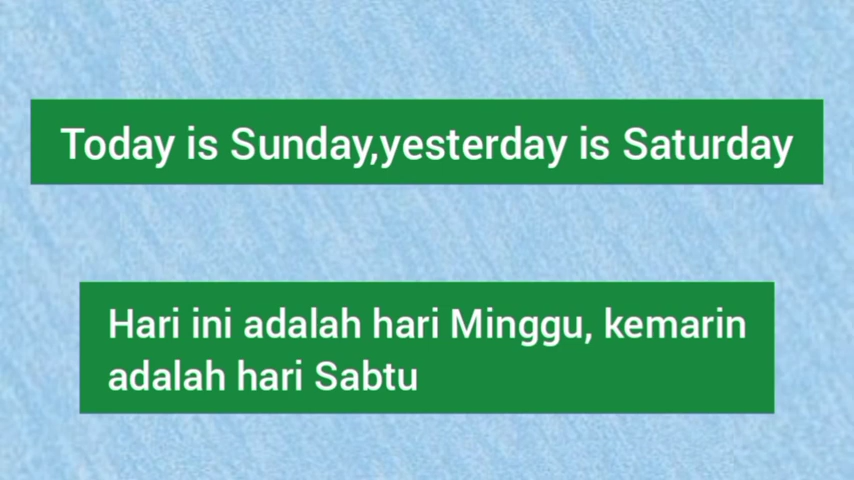 Today is Sunday,yesterday is Saturday
Hari ini adalah hari Minggu, kemarin
adalah hari Sabtu